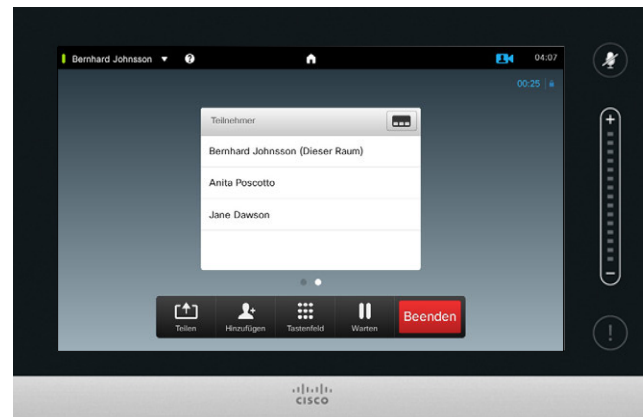 Bernhard Johnsson
?
04:07
00:25
Teilnehmer
Bernhard Johnsson (Dieser Raum)
Anita Poscotto
Jane Dawson
Teilen
Hinzufügen
Tastenfeld
Warten
Beenden
+
−
!
CISCO